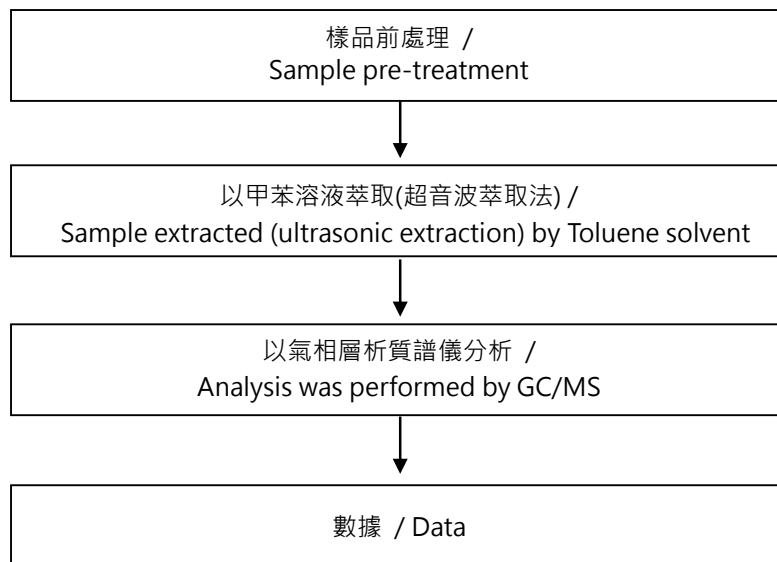 樣品前處理 /
Sample pre-treatment
以甲苯溶液萃取(超音波萃取法) /
Sample extracted (ultrasonic extraction) by Toluene solvent
以氣相層析質譜儀分析 /
Analysis was performed by GC/MS
數據 / Data